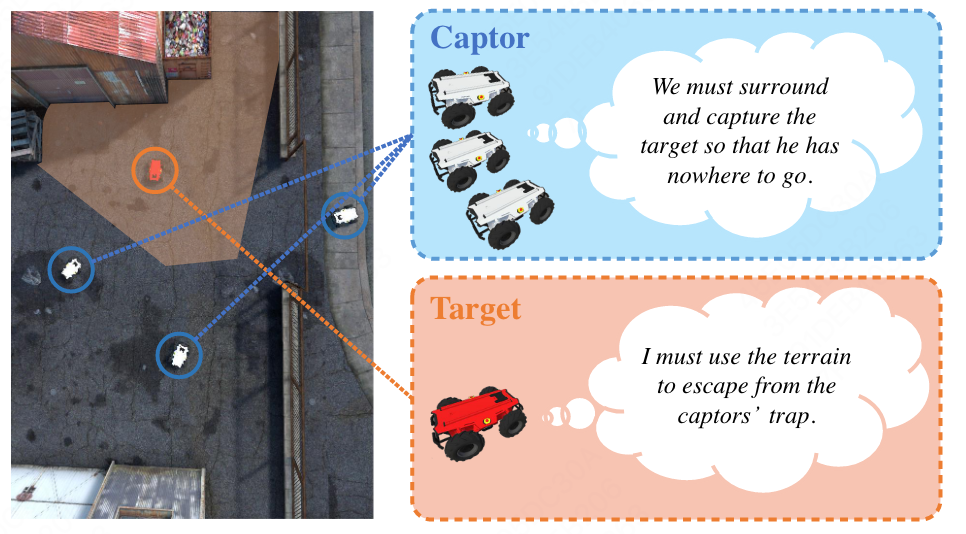 Captor
We must surround
and capture the
target so that he has
nowhere to go.
Target
I must use the terrain
to escape from the
captors’ trap.